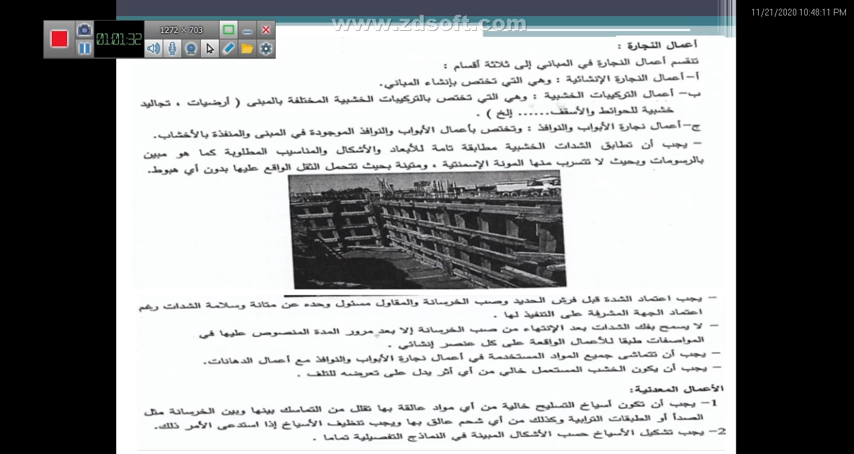 www.zdsoft.com
11/21/2020 10:48:11 PM
1272 × 703
01:01:32
أعمال النجارة :
تنقسم أعمال النجارة في المباني إلى ثلاثة أقسام :
أ– أعمال النجارة الإنشائية : وهي التي تختص بإنشاء المباني.
ب– أعمال التركيبات الخشبية : وهي التي تختص بالتركيبات الخشبية المختلفة بالمبنى ( أرضيات ، تجاليد
خشبية للحوائط والأسقف...... إلخ ) .
ج– أعمال نجارة الأبواب والنوافذ : وتختص بأعمال الأبواب والنوافذ الموجودة في المبنى والمنفذة بالأخشاب.
– يجب أن تطابق الشدات الخشبية مطابقة تامة للأبعاد والأشكال والمناسيب المطلوبة كما هو مبين
بالرسومات وبحيث لا تتسرب منها المونة الإسمنتية ، ومتينة بحيث تتحمل الثقل الواقع عليها بدون أي هبوط.
– يجب اعتماد الشدة قبل فرش الحديد وصب الخرسانة والمقاول مسئول وحده عن متانة وسلامة الشدات رغم
اعتماد الجهة المشرفة على التنفيذ لها .
– لا يسمح بفك الشدات بعد الإنتهاء من صب الخرسانة إلا بعد مرور المدة المنصوص عليها في
المواصفات طبقا للأعمال الواقعة على كل عنصر إنشائي .
– يجب أن تتماشى جميع المواد المستخدمة في أعمال نجارة الأبواب والنوافذ مع أعمال الدهانات.
– يجب أن يكون الخشب المستعمل خالي من أي أثر يدل على تعرضه للتلف .
الأعمال المعدنية:
1– يجب أن تكون أسياخ التسليح خالية من أي مواد عالقة بها تقلل من التماسك بينها وبين الخرسانة مثل
الصدأ أو الطبقات الترابية وكذلك من أي شحم عالق بها ويجب تنظيف الأسياخ إذا استدعى الأمر ذلك.
2– يجب تشكيل الأسياخ حسب الأشكال المبينة في النماذج التفصيلية تماما .